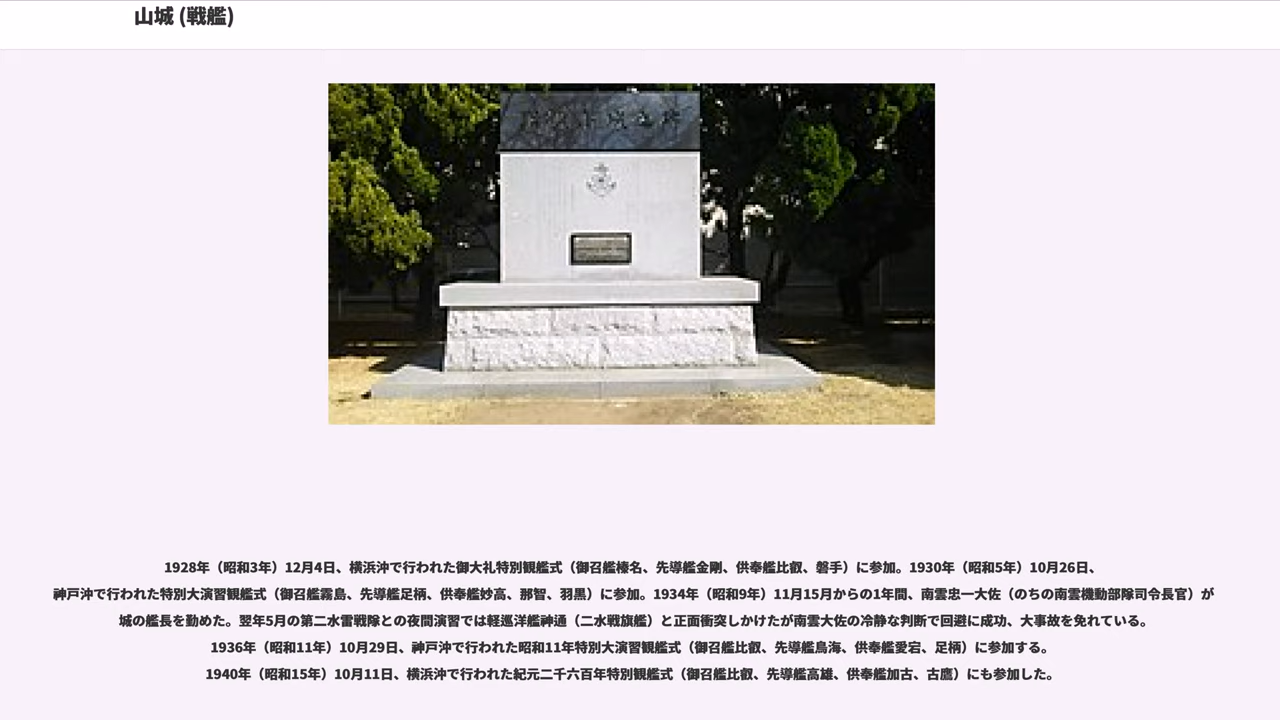 山城 (戦艦)
1928年（昭和3年）12月4日、横浜沖で行われた御大礼特別観艦式（御召艦榛名、先導艦金剛、供奉艦比叡、磐手）に参加。1930年（昭和5年）10月26日、
神戸沖で行われた特別大演習観艦式（御召艦霧島、先導艦足柄、供奉艦妙高、那智、羽黒）に参加。1934年（昭和9年）11月15月からの1年間、南雲忠一大佐（のちの南雲機動部隊司令長官）が
城の艦長を勤めた。翌年5月の第二水雷戦隊との夜間演習では軽巡洋艦神通（二水戦旗艦）と正面衝突しかけたが南雲大佐の冷静な判断で回避に成功、大事故を免れている。
1936年（昭和11年）10月29日、神戸沖で行われた昭和11年特別大演習観艦式（御召艦比叡、先導艦鳥海、供奉艦愛宕、足柄）に参加する。
1940年（昭和15年）10月11日、横浜沖で行われた紀元二千六百年特別観艦式（御召艦比叡、先導艦高雄、供奉艦加古、古鷹）にも参加した。